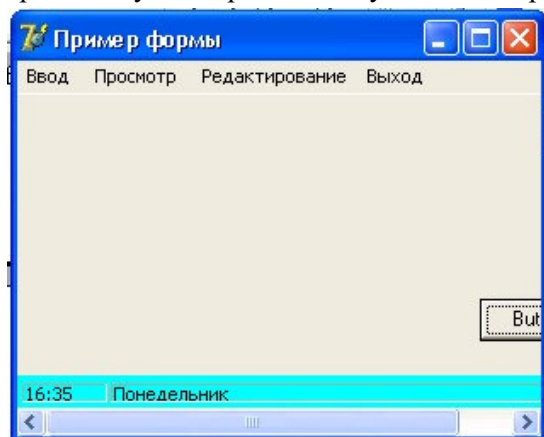 Пример формы
Ввод Просмотр Редактирование Выход
But
16:35 Понедельник